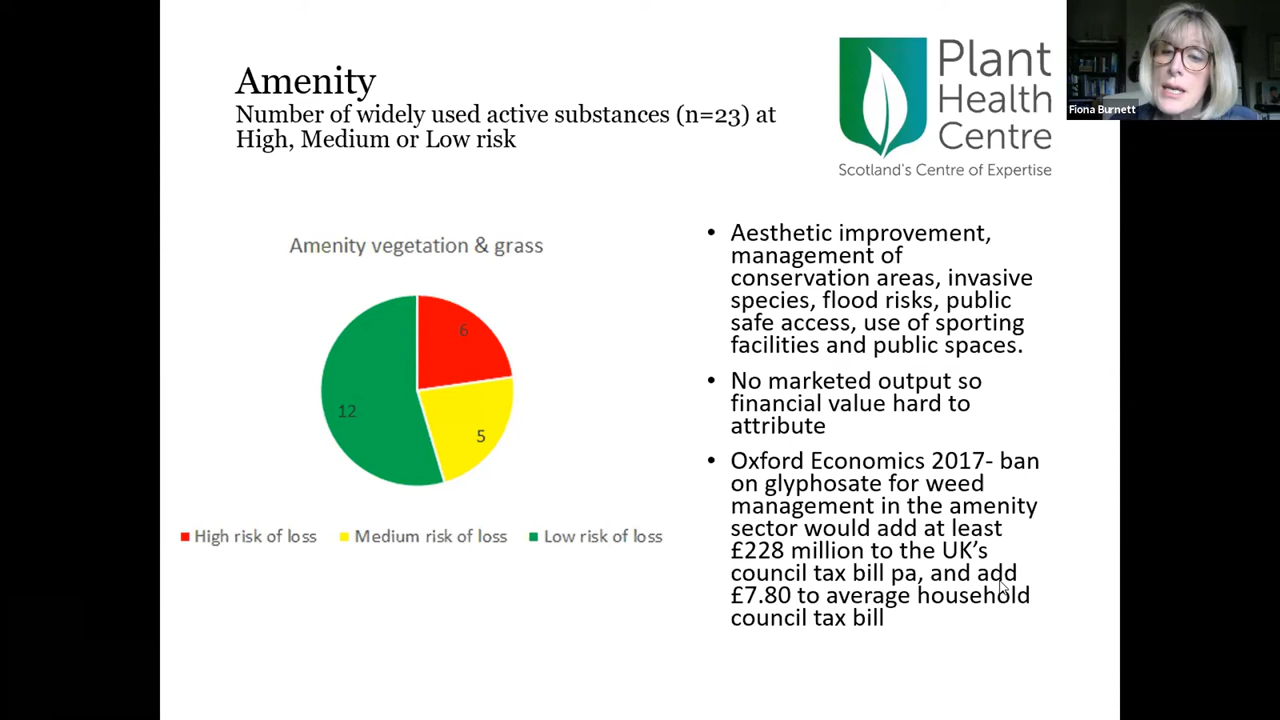 Amenity
Number of widely used active substances (n=23) at
High, Medium or Low risk
Plant
Health
Centre
Scotland's Centre of Expertise
Fiona Burnett
Amenity vegetation & grass
6
5
12
High risk of loss
Medium risk of loss
Low risk of loss
• Aesthetic improvement,
management of
conservation areas, invasive
species, flood risks, public
safe access, use of sporting
facilities and public spaces.
• No marketed output so
financial value hard to
attribute
• Oxford Economics 2017- ban
on glyphosate for weed
management in the amenity
sector would add at least
£228 million to the UK’s
council tax bill pa, and add
£7.80 to average household
council tax bill